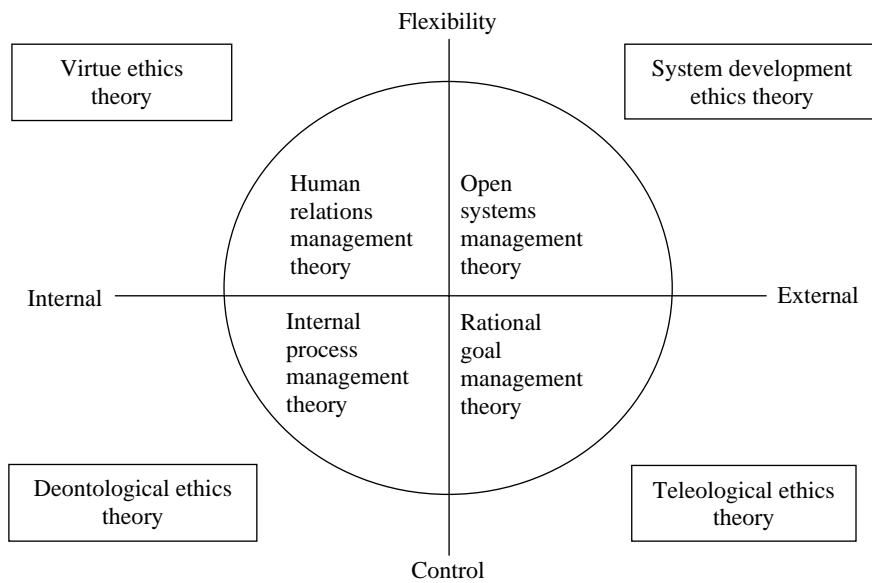 Flexibility
Virtue ethics
theory
System development
ethics theory
Human
relations
management
theory
Open
systems
management
theory
Internal
External
Internal
process
management
theory
Rational
goal
management
theory
Deontological ethics
theory
Teleological ethics
theory
Control